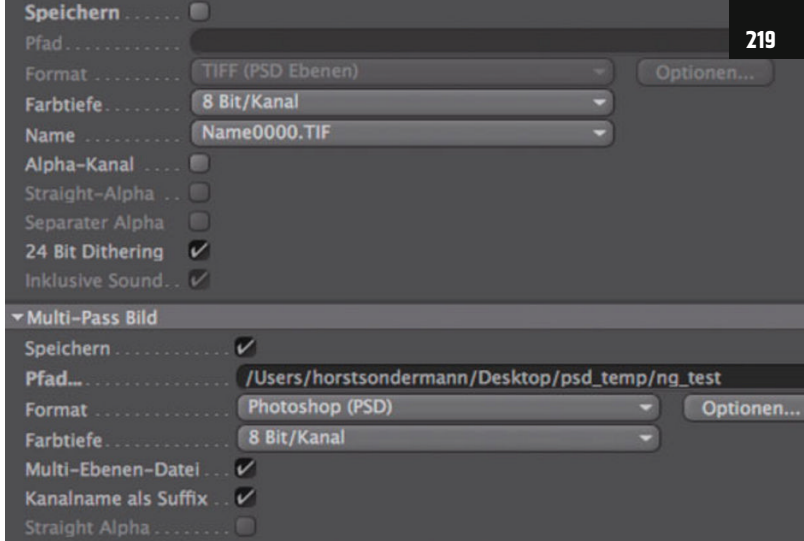 Speichern
219
Pfad
Format TIFF (PSD Ebenen) Optionen...
Farbtiefe 8 Bit/Kanal
Name Name0000.TIF
Alpha-Kanal
Straight-Alpha
Separater Alpha
24 Bit Dithering
Inklusive Sound
Multi-Pass Bild
Speichern
Pfad... /Users/horstsondermann/Desktop/psd_temp/ng_test
Format Photoshop (PSD) Optionen...
Farbtiefe 8 Bit/Kanal
Multi-Ebenen-Datei
Kanalname als Suffix
Straight Alpha